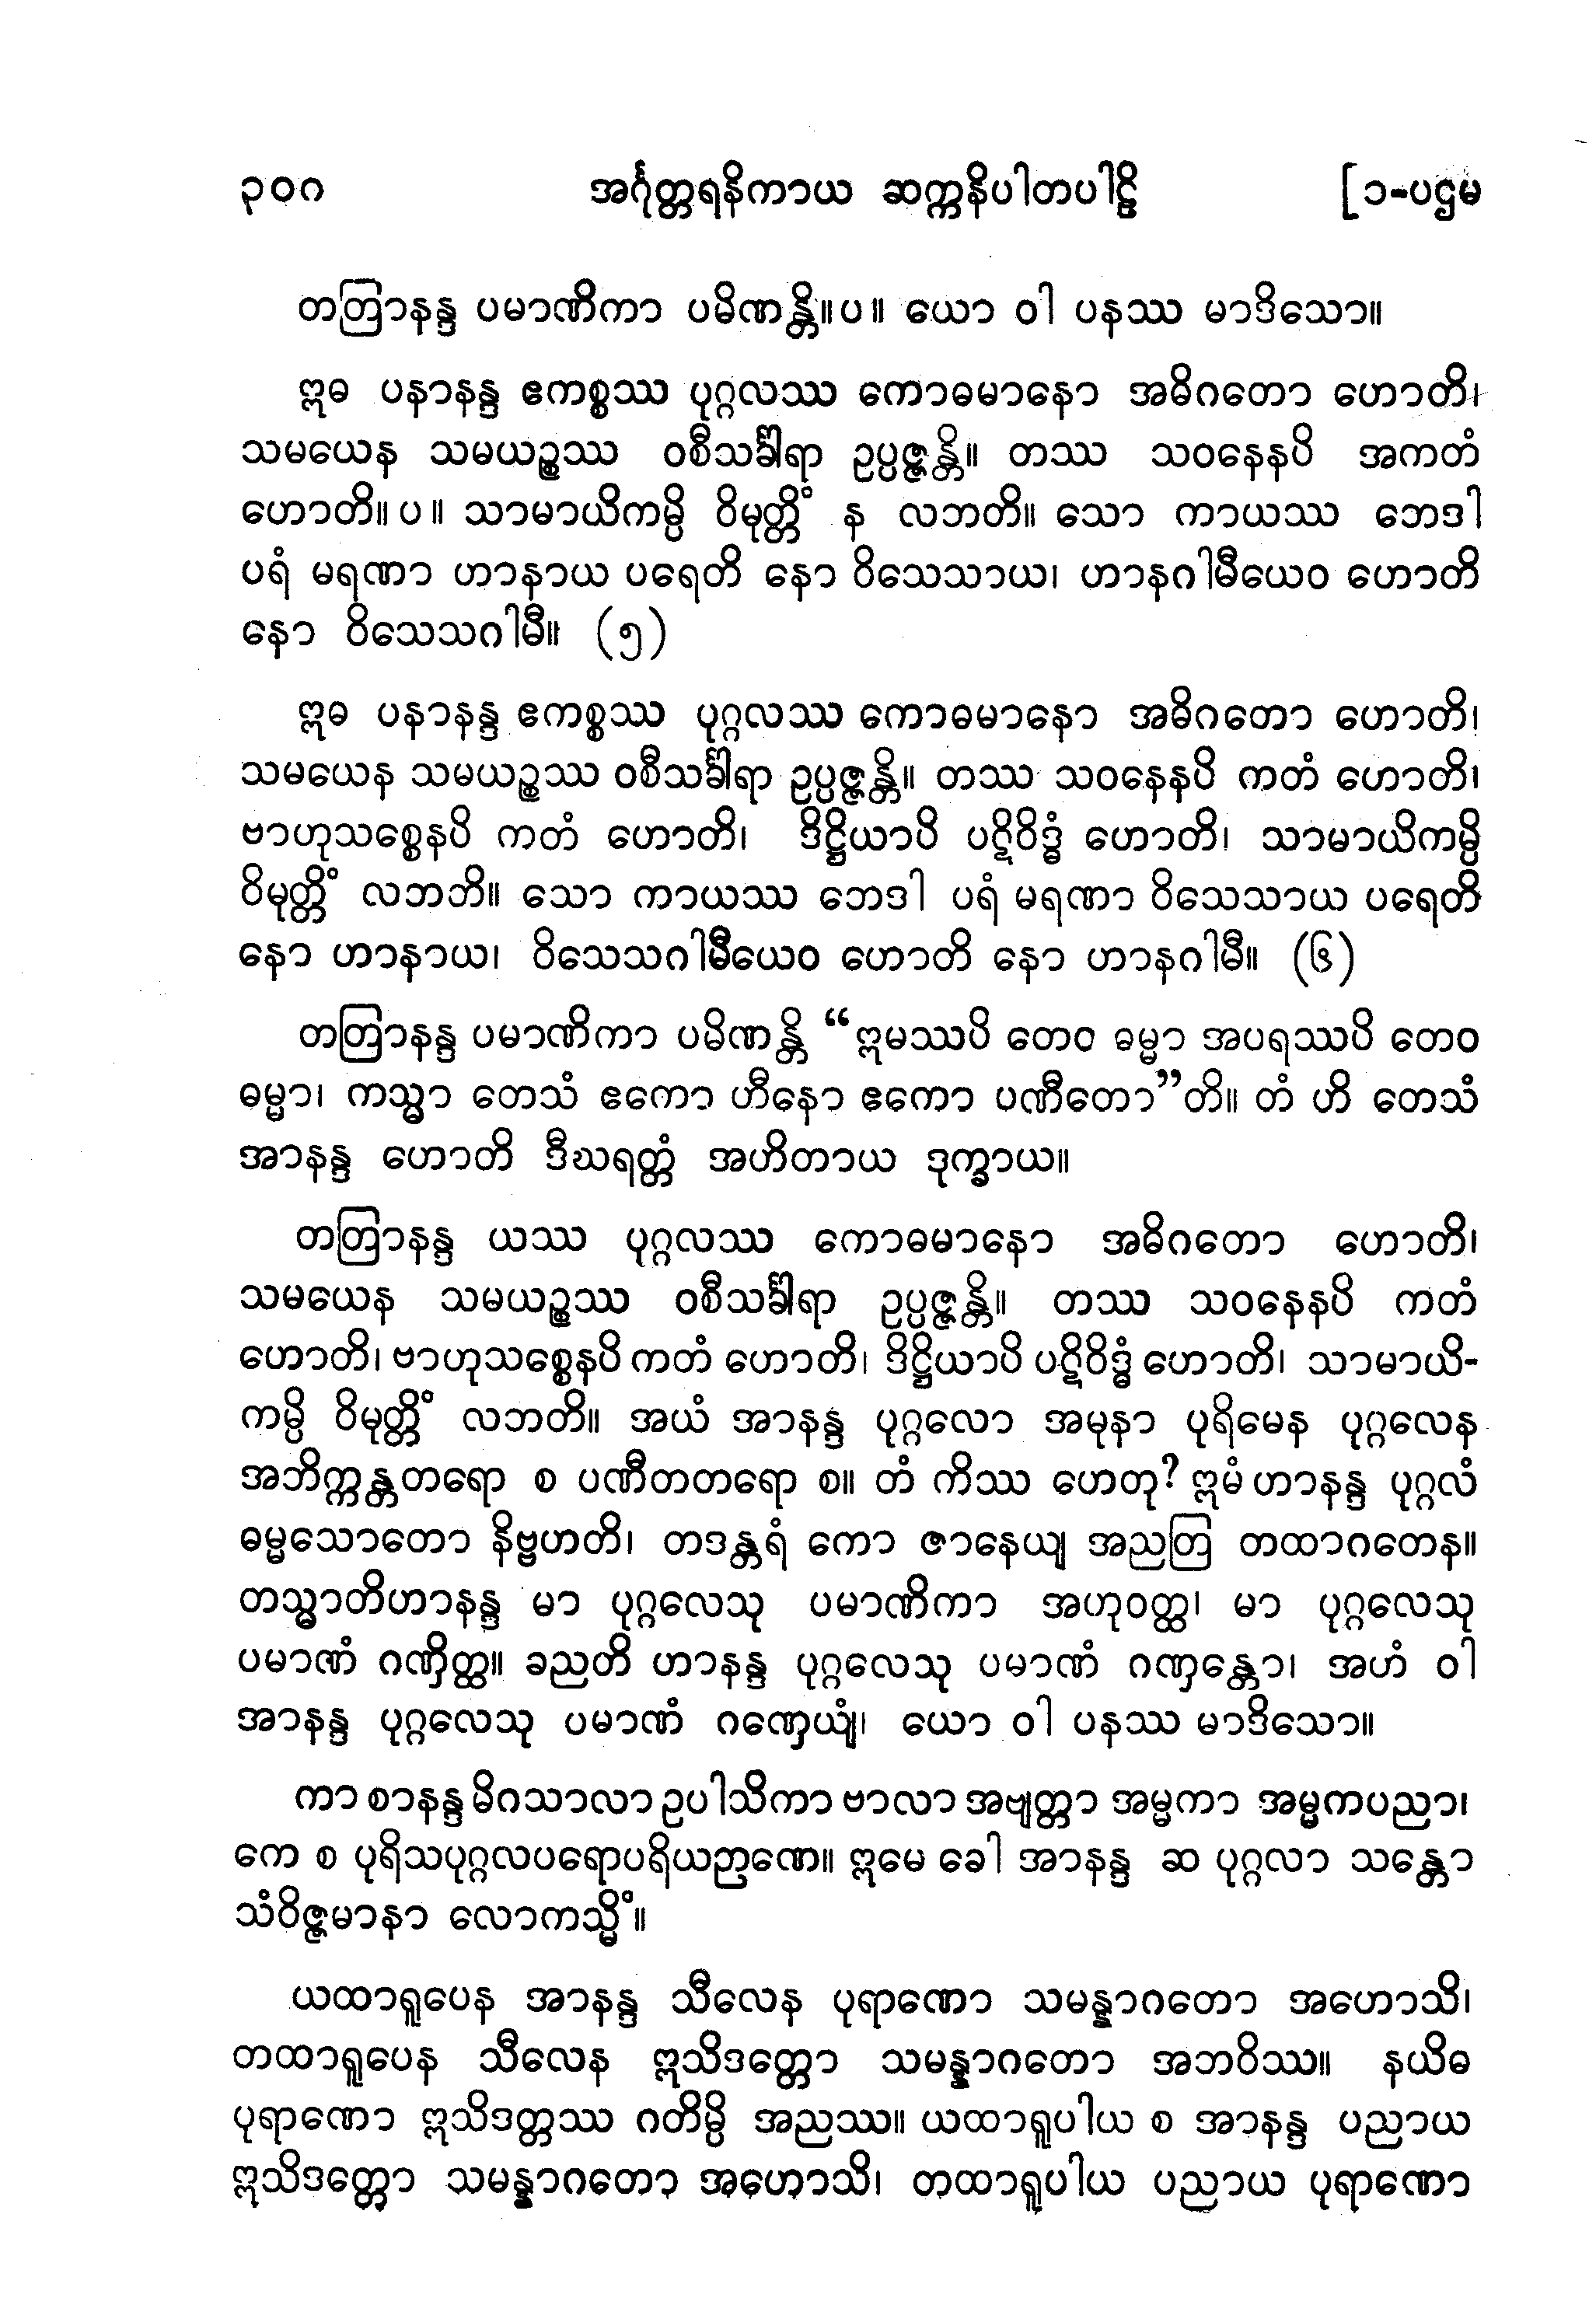 ၃၀ဂ အင်္ဂုတ္တရနိကာယ ဆက္ကနိပါတပါဠိ [၁-ပဌမ
တတြာနန္ဒ ပမာဏိကာ ပမိဏန္တိ။ပ။ ယော ဝါ ပနဿ မာဒိသော။
ဣဓ ပနာနန္ဒ ဧကစ္စဿ ပုဂ္ဂလဿ ကောဓမာနော အဓိဂတော ဟောတိ၊
သမယေန သမယဉ္စဿ ဝစီသင်္ခါရာ ဥပ္ပဇ္ဇန္တိ။ တဿ သဝနေနပိ အကတံ
ဟောတိ။ပ။ သာမာယိကမ္ပိ ဝိမုတ္တိံ န လဘတိ။ သော ကာယဿ ဘေဒါ
ပရံ မရဏာ ဟာနာယ ပရေတိ နော ဝိသေသာယ၊ ဟာနဂါမီယေဝ ဟောတိ
နော ဝိသေသဂါမီ။ (၅)
ဣဓ ပနာနန္ဒ ဧကစ္စဿ ပုဂ္ဂလဿ ကောဓမာနော အဓိဂတော ဟောတိ၊
သမယေန သမယဉ္စဿ ဝစီသင်္ခါရာ ဥပ္ပဇ္ဇန္တိ။ တဿ သဝနေနပိ ကတံ ဟောတိ၊
ဗာဟုသစ္စေနပိ ကတံ ဟောတိ၊ ဒိဋ္ဌိယာပိ ပဋိဝိဒ္ဓံ ဟောတိ၊ သာမာယိကမ္ပိ
ဝိမုတ္တိံ လဘဘိ။ သော ကာယဿ ဘေဒါ ပရံ မရဏာ ဝိသေသာယ ပရေတိ
နော ဟာနာယ၊ ဝိသေသဂါမီယေဝ ဟောတိ နော ဟာနဂါမီ။ (၆)
တတြာနန္ဒ ပမာဏိကာ ပမိဏန္တိ “ဣမဿပိ တေဝ ဓမ္မာ အပရဿပိ တေဝ
ဓမ္မာ၊ ကသ္မာ တေသံ ဧကော ဟီနော ဧကော ပဏီတော”တိ။ တံ ဟိ တေသံ
အာနန္ဒ ဟောတိ ဒီဃရတ္တံ အဟိတာယ ဒုက္ခာယ။
တတြာနန္ဒ ယဿ ပုဂ္ဂလဿ ကောဓမာနော အဓိဂတော ဟောတိ၊
သမယေန သမယဉ္စဿ ဝစီသင်္ခါရာ ဥပ္ပဇ္ဇန္တိ။ တဿ သဝနေနပိ ကတံ
ဟောတိ၊ ဗာဟုသစ္စေနပိ ကတံ ဟောတိ၊ ဒိဋ္ဌိယာပိ ပဋိဝိဒ္ဓံ ဟောတိ၊ သာမာယိ-
ကမ္ပိ ဝိမုတ္တိံ လဘတိ။ အယံ အာနန္ဒ ပုဂ္ဂလော အမုနာ ပုရိမေန ပုဂ္ဂလေန
အဘိက္ကန္တတရော စ ပဏီတတရော စ။ တံ ကိဿ ဟေတု? ဣမံ ဟာနန္ဒ ပုဂ္ဂလံ
ဓမ္မသောတော နိဗ္ဗဟတိ၊ တဒန္တရံ ကော ဇာနေယျ အညတြ တထာဂတေန။
တသ္မာတိဟာနန္ဒ မာ ပုဂ္ဂလေသု ပမာဏိကာ အဟုဝတ္ထ၊ မာ ပုဂ္ဂလေသု
ပမာဏံ ဂဏှိတ္ထ။ ခညတိ ဟာနန္ဒ ပုဂ္ဂလေသု ပမာဏံ ဂဏှန္တော၊ အဟံ ဝါ
အာနန္ဒ ပုဂ္ဂလေသု ပမာဏံ ဂဏှေယျံ၊ ယော ဝါ ပနဿ မာဒိသော။
ကာ စာနန္ဒ မိဂသာလာ ဥပါသိကာ ဗာလာ အဗျတ္တာ အမ္မကာ အမ္မကပညာ၊
ကေ စ ပုရိသပုဂ္ဂလပရောပရိယဉာဏေ။ ဣမေ ခေါ အာနန္ဒ ဆ ပုဂ္ဂလာ သန္တော
သံဝိဇ္ဇမာနာ လောကသ္မိံ။
ယထာရူပေန အာနန္ဒ သီလေန ပုရာဏော သမန္နာဂတော အဟောသိ၊
တထာရူပေန သီလေန ဣသိဒတ္တော သမန္နာဂတော အဘဝိဿ။ နယိဓ
ပုရာဏော ဣသိဒတ္တဿ ဂတိမ္ပိ အညဿ။ ယထာရူပါယ စ အာနန္ဒ ပညာယ
ဣသိဒတ္တော သမန္နာဂတော အဟောသိ၊ တထာရူပါယ ပညာယ ပုရာဏော